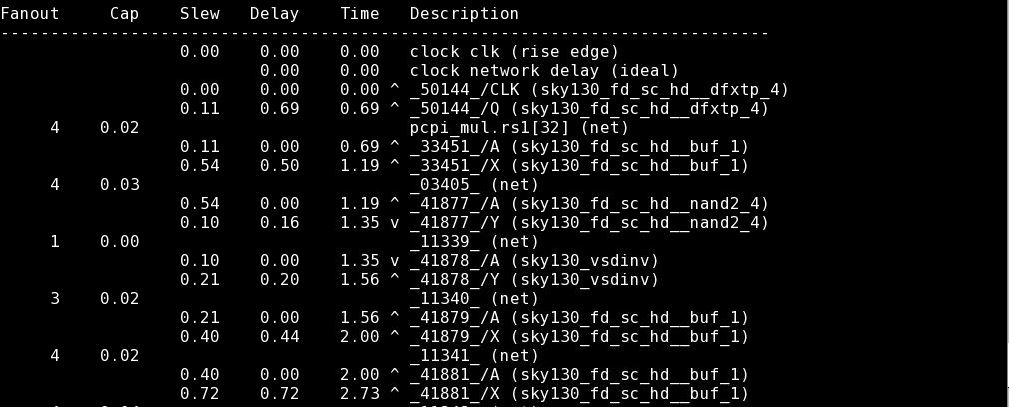 Fanout     Cap    Slew   Delay    Time   Description
-----------------------------------------------------------------------------
                  0.00    0.00    0.00   clock clk (rise edge)
                          0.00    0.00   clock network delay (ideal)
                  0.00    0.00    0.00 ^ _50144_/CLK (sky130_fd_sc_hd__dfxtp_4)
                  0.11    0.69    0.69 ^ _50144_/Q (sky130_fd_sc_hd__dfxtp_4)
     4    0.02                           pcpi_mul.rs1[32] (net)
                  0.11    0.00    0.69 ^ _33451_/A (sky130_fd_sc_hd__buf_1)
                  0.54    0.50    1.19 ^ _33451_/X (sky130_fd_sc_hd__buf_1)
     4    0.03                           _03405_ (net)
                  0.54    0.00    1.19 ^ _41877_/A (sky130_fd_sc_hd__nand2_4)
                  0.10    0.16    1.35 v _41877_/Y (sky130_fd_sc_hd__nand2_4)
     1    0.00                           _11339_ (net)
                  0.10    0.00    1.35 v _41878_/A (sky130_vsdinv)
                  0.21    0.20    1.56 ^ _41878_/Y (sky130_vsdinv)
     3    0.02                           _11340_ (net)
                  0.21    0.00    1.56 ^ _41879_/A (sky130_fd_sc_hd__buf_1)
                  0.40    0.44    2.00 ^ _41879_/X (sky130_fd_sc_hd__buf_1)
     4    0.02                           _11341_ (net)
                  0.40    0.00    2.00 ^ _41881_/A (sky130_fd_sc_hd__buf_1)
                  0.72    0.72    2.73 ^ _41881_/X (sky130_fd_sc_hd__buf_1)